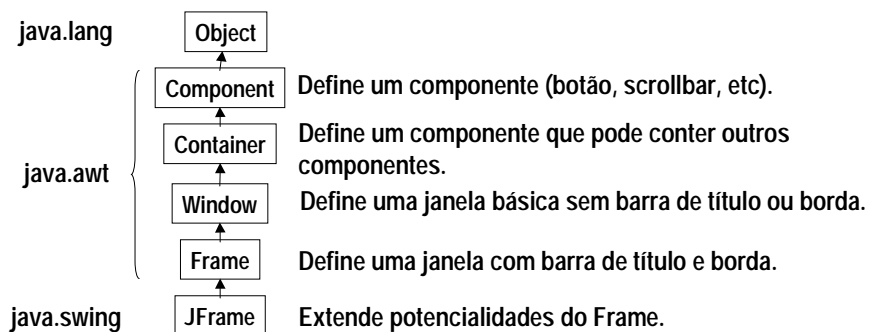 java.lang Object
Component Define um componente (botão, scrollbar, etc).
Container Define um componente que pode conter outros
componentes.
java.awt
Window Define uma janela básica sem barra de título ou borda.
Frame Define uma janela com barra de título e borda.
java.swing JFrame Extende potencialidades do Frame.